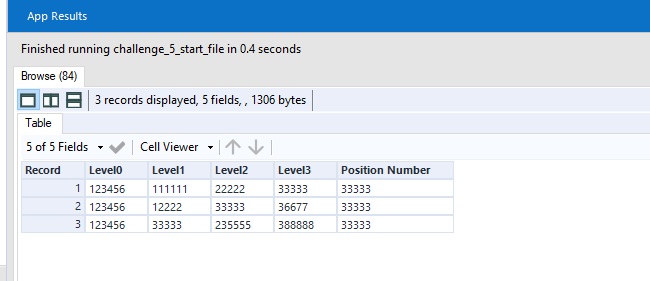 App Results
Finished running challenge_5_start_file in 0.4 seconds
Browse (84)
3 records displayed, 5 fields, , 1306 bytes
Table
5 of 5 Fields Cell Viewer
Record Level0 Level1 Level2 Level3 Position Number
1 123456 111111 22222 33333 33333
2 123456 12222 33333 36677 33333
3 123456 33333 235555 388888 33333